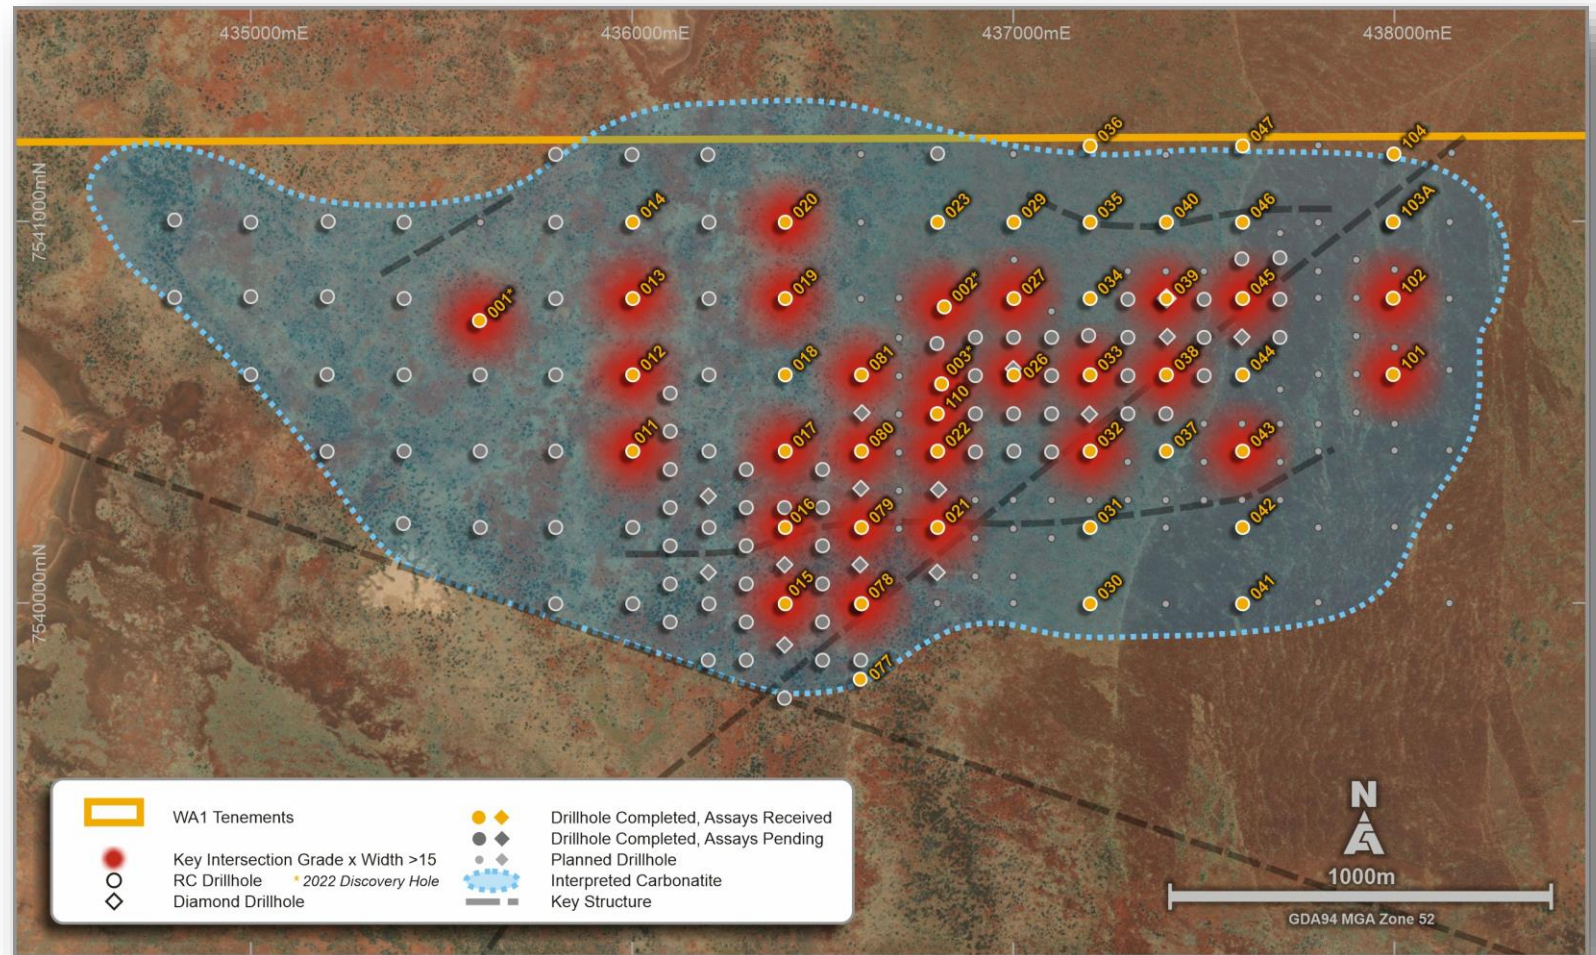 435000mE
436000mE
437000mE
438000mE
7541000mN
7540000mN
036
047
104
014
020
023
029
035
040
046
103A
001*
013
019
002*
027
034
039
045
102
012
018
081
003*
026
033
038
044
101
110
011
017
080
022
032
037
043
016
079
021
031
042
015
078
030
041
077
WA1 Tenements
Key Intersection Grade x Width >15
RC Drillhole * 2022 Discovery Hole
Diamond Drillhole
Drillhole Completed, Assays Received
Drillhole Completed, Assays Pending
Planned Drillhole
Interpreted Carbonatite
Key Structure
N
1000m
GDA94 MGA Zone 52